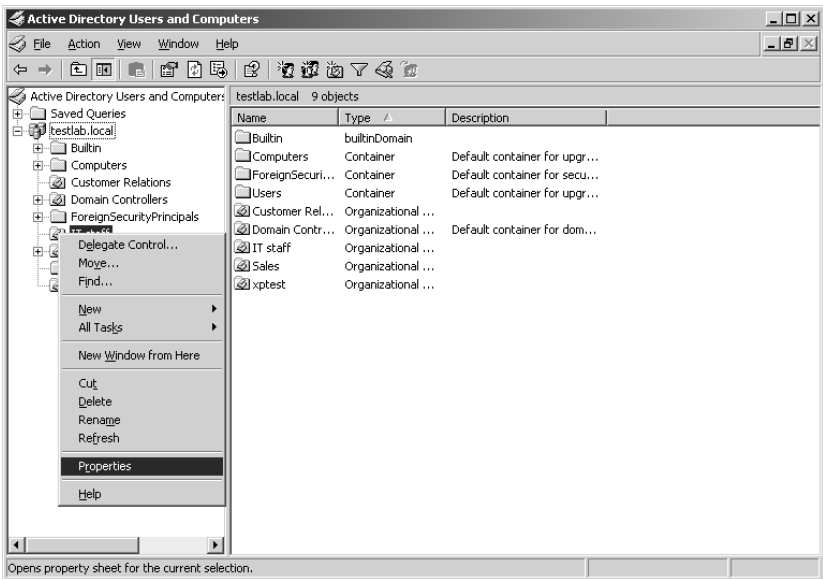 Active Directory Users and Computers
File Action View Window Help
Active Directory Users and Computers
Saved Queries
testlab.local
Builtin
Computers
Customer Relations
Domain Controllers
ForeignSecurityPrincipals
IT staff
Delegate Control...
Move...
Find...
New
All Tasks
New Window from Here
Cut
Delete
Rename
Refresh
Properties
Help
testlab.local 9 objects
Name Type Description
Builtin builtinDomain
Computers Container Default container for upgr...
ForeignSecuri... Container Default container for secu...
Users Container Default container for upgr...
Customer Rel... Organizational ...
Domain Contr... Organizational ... Default container for dom...
IT staff Organizational ...
Sales Organizational ...
xptest Organizational ...
Opens property sheet for the current selection.